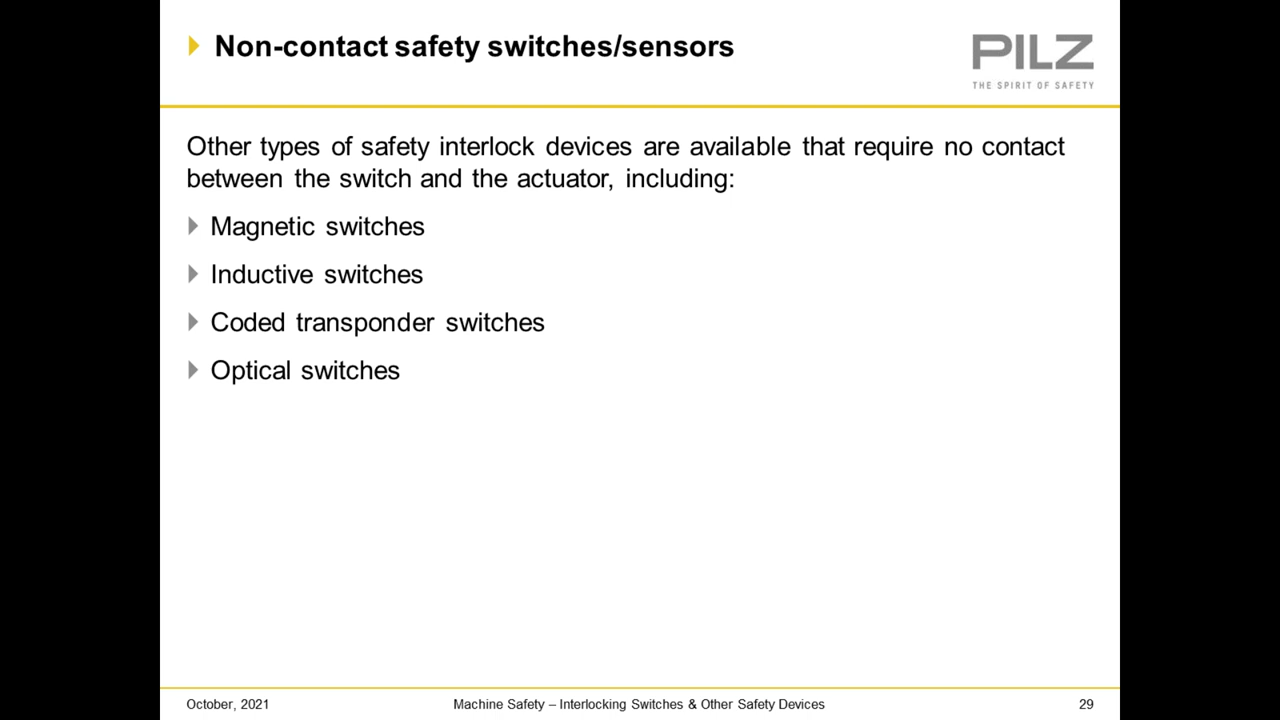 Non-contact safety switches/sensors
PILZ
THE SPIRIT OF SAFETY
Other types of safety interlock devices are available that require no contact
between the switch and the actuator, including:
Magnetic switches
Inductive switches
Coded transponder switches
Optical switches
October, 2021
Machine Safety – Interlocking Switches & Other Safety Devices
29